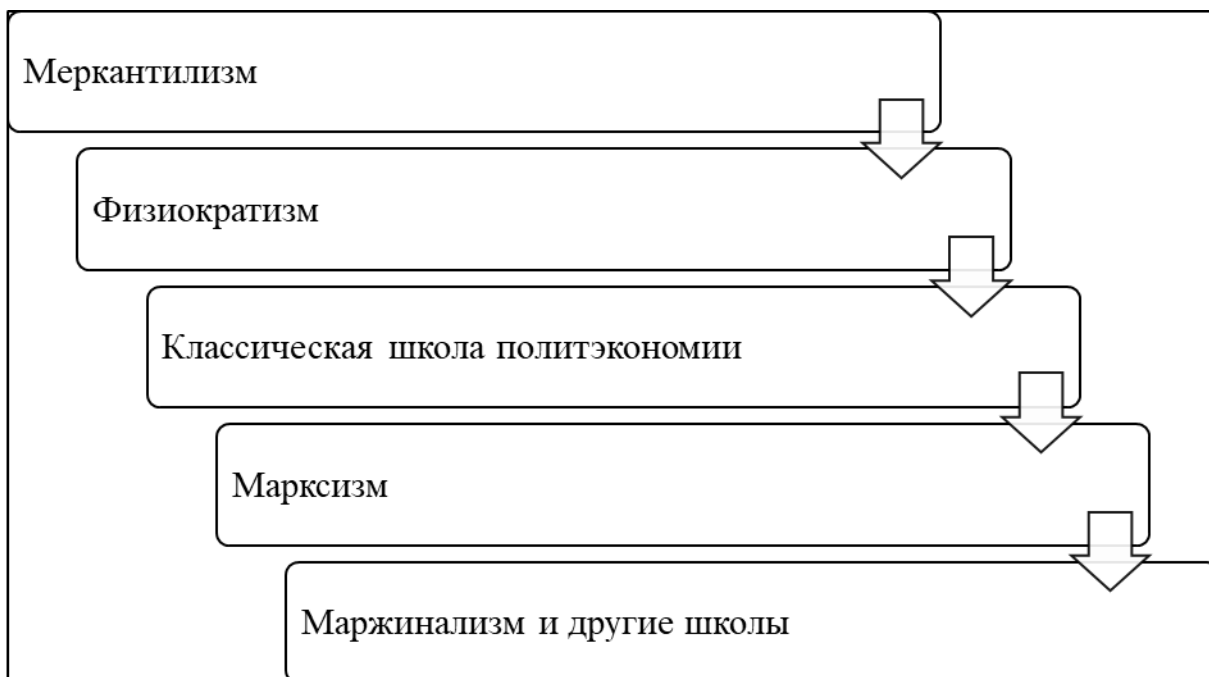 Меркантилизм
Физиократизм
Классическая школа политэкономии
Марксизм
Маржинализм и другие школы